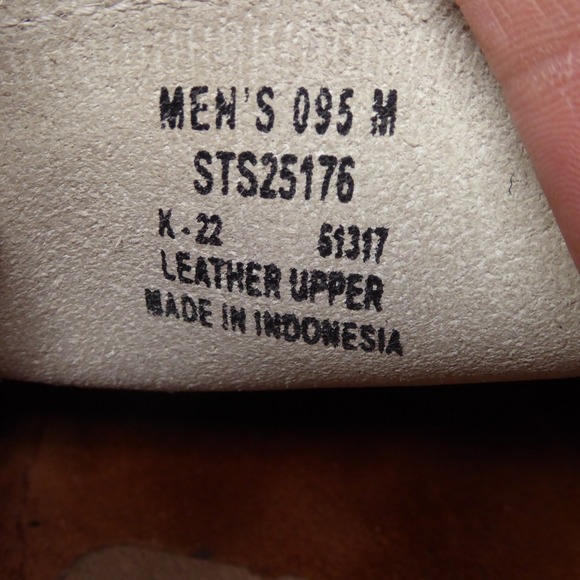 MEN'S 095 M
STS25176
K-22 61317
LEATHER UPPER
MADE IN INDONESIA